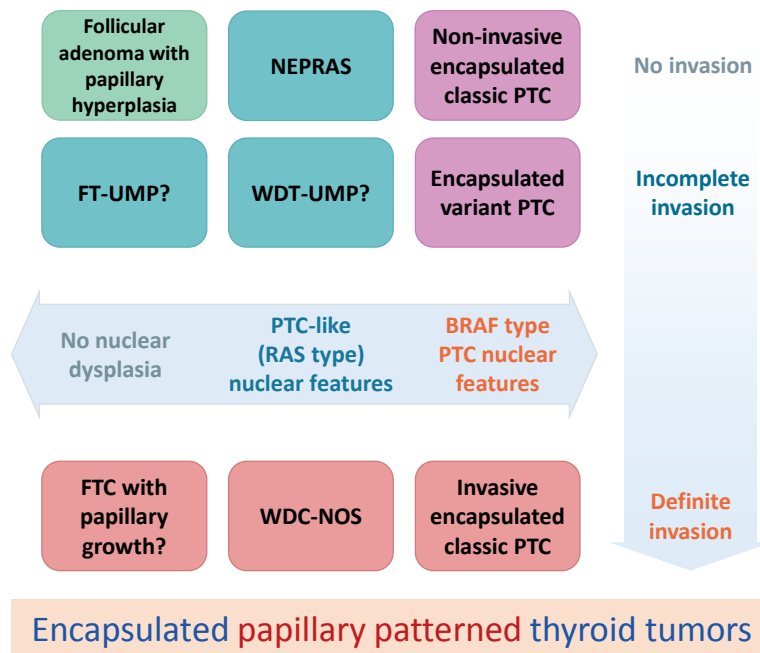 Follicular
adenoma with
papillary
hyperplasia
NEPRAS
Non-invasive
encapsulated
classic PTC
No invasion
FT-UMP?
WDT-UMP?
Encapsulated
variant PTC
Incomplete
invasion
No nuclear
dysplasia
PTC-like
(RAS type)
nuclear features
BRAF type
PTC nuclear
features
FTC with
papillary
growth?
WDC-NOS
Invasive
encapsulated
classic PTC
Definite
invasion
Encapsulated papillary patterned thyroid tumors